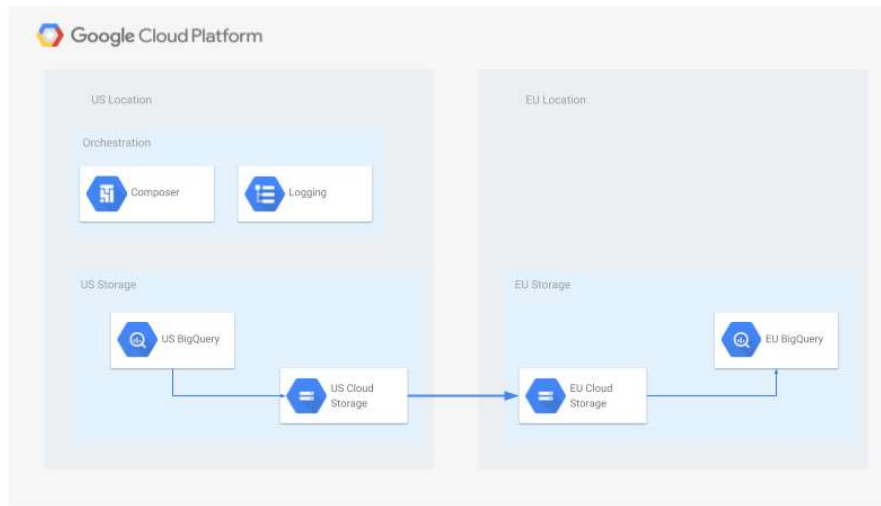 Google Cloud Platform
US Location
EU Location
Orchestration
Composer
Logging
US Storage
EU Storage
US BigQuery
EU BigQuery
US Cloud
Storage
EU Cloud
Storage